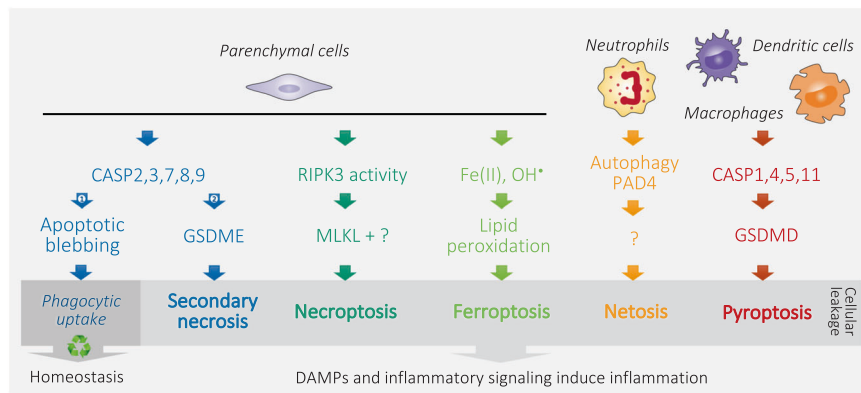 Parenchymal cells
Neutrophils
Dendritic cells
Macrophages
CASP2,3,7,8,9
RIPK3 activity
Fe(II), OH•
Autophagy
PAD4
CASP1,4,5,11
1
2
Apoptotic
blebbing
GSDME
MLKL + ?
Lipid
peroxidation
?
GSDMD
Phagocytic
uptake
Secondary
necrosis
Necroptosis
Ferroptosis
Netosis
Pyroptosis
Cellular
leakage
Homeostasis
DAMPs and inflammatory signaling induce inflammation